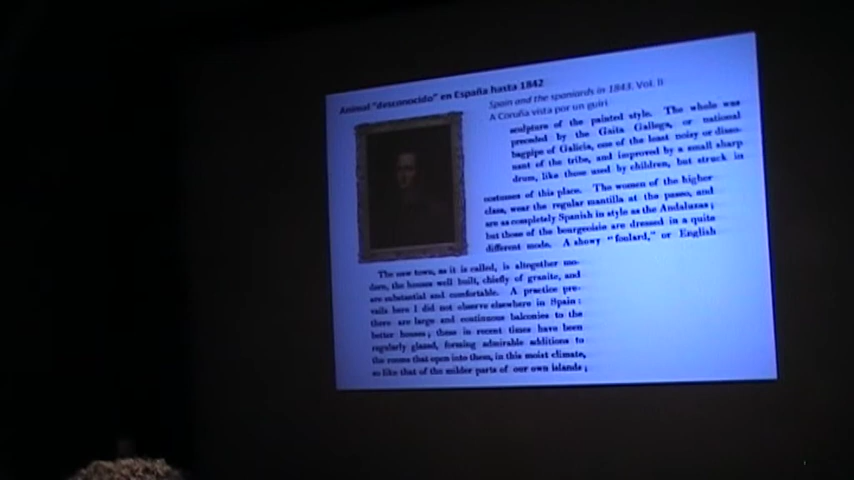 Animal "desconocido" en España hasta 1842
Spain and the spaniards in 1843. Vol. II
A Coruña vista por un guiri
sculpture of the painted style. The whole was
preceded by the Gaita Gallega, or national
bagpipe of Galicia, one of the least noisy or disso-
nant of the tribe, and improved by a small sharp
drum, like those used by children, but struck in
costumes of this place. The women of the higher
class, wear the regular mantilla at the paseo, and
are as completely Spanish in style as the Andaluzas;
but those of the bourgeoisie are dressed in a quite
different mode. A showy "foulard," or English
The new town, as it is called, is altogether mo-
dern, the houses well built, chiefly of granite, and
are substantial and comfortable. A practice pre-
vails here I did not observe elsewhere in Spain:
there are large and continuous balconies to the
better houses; these in recent times have been
regularly glazed, forming admirable additions to
the rooms that open into them, in this moist climate,
so like that of the milder parts of our own islands;